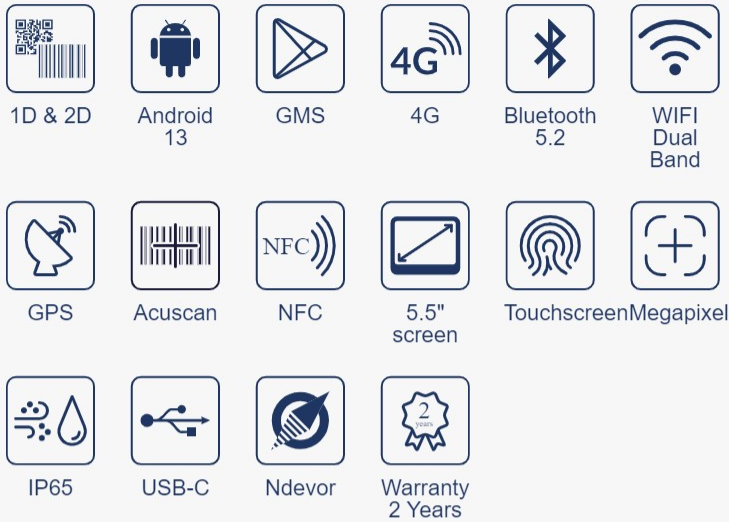 4G
1D & 2D
Android
13
GMS
4G
Bluetooth
5.2
WIFI
Dual
Band
NFC
GPS
Acuscan
NFC
5.5"
screen
Touchscreen
Megapixel
2
years
IP65
USB-C
Ndevor
Warranty
2 Years